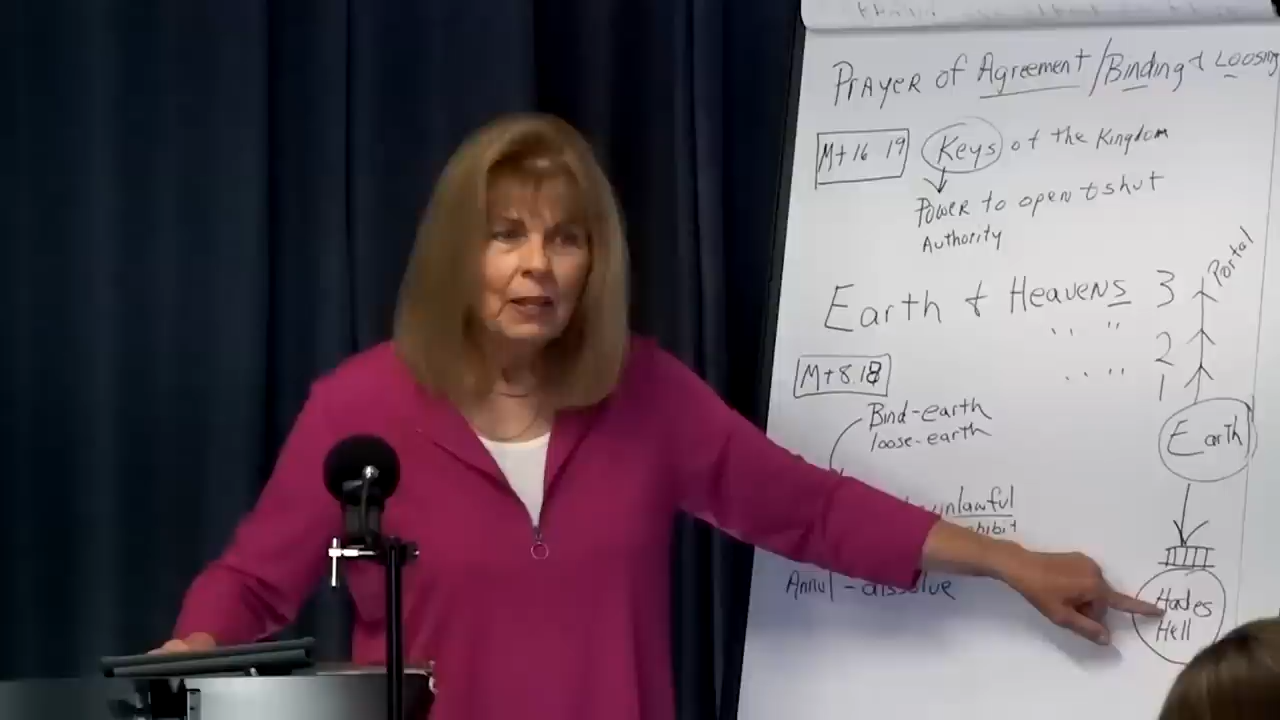 Prayer of Agreement / Binding & Loosing
Mt 16 19
Keys of the Kingdom
Power to open & shut
Authority
Portal
Earth & Heavens 3
" " 2
" " 1
Mt 8.18
Bind-earth
loose-earth
Earth
unlawful
Annul - dissolve
Hades
Hell